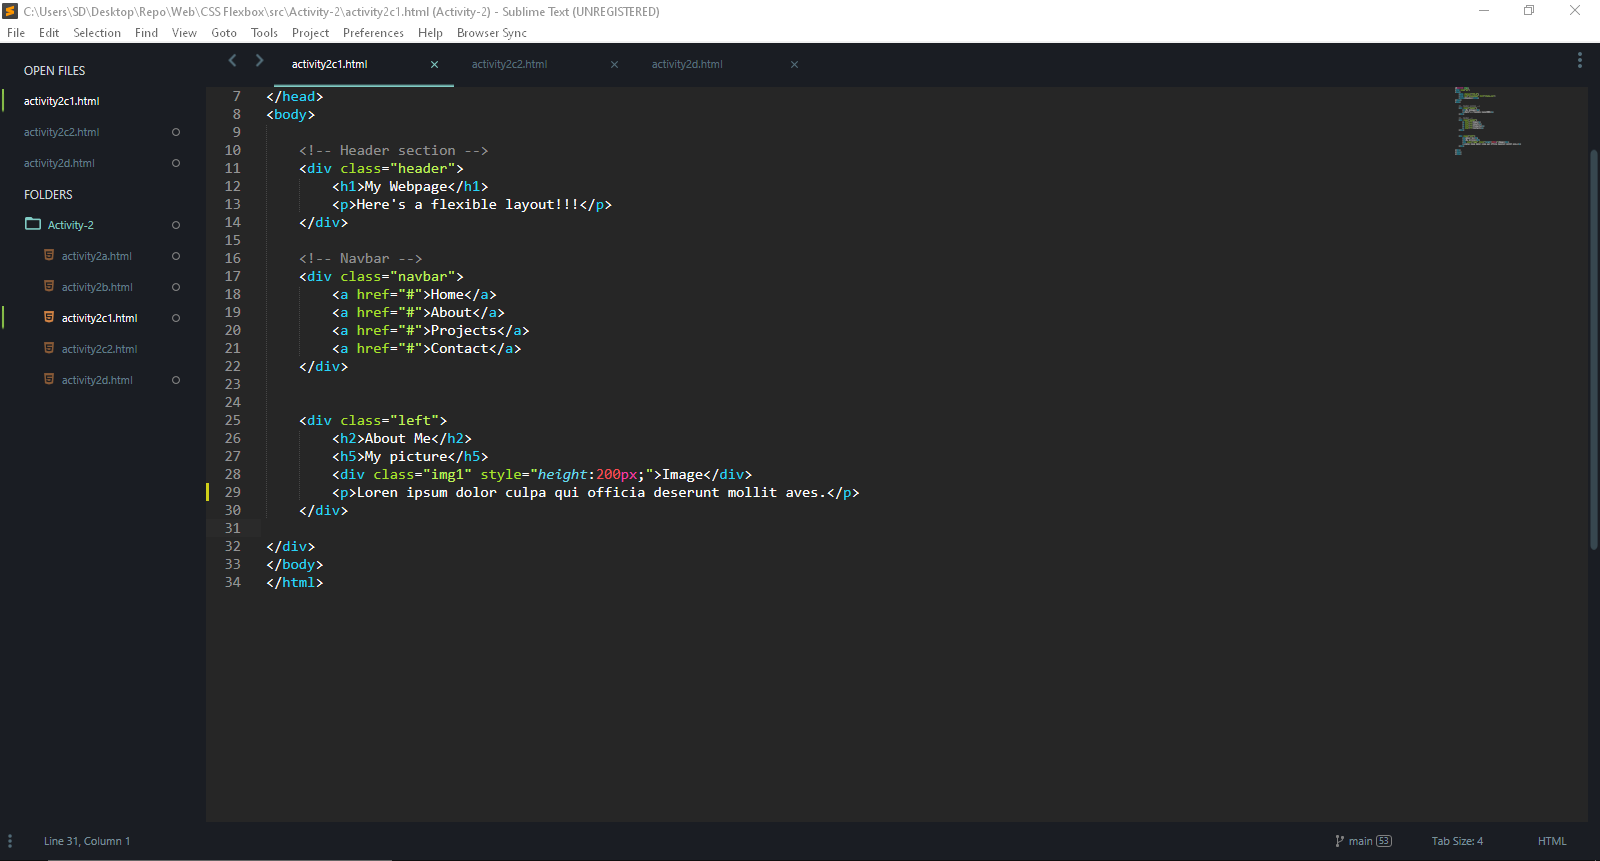 C:\Users\SD\Desktop\Repo\Web\CSS Flexbox\src\Activity-2\activity2c1.html (Activity-2) - Sublime Text (UNREGISTERED)
File Edit Selection Find View Goto Tools Project Preferences Help Browser Sync
OPEN FILES
activity2c1.html
activity2c2.html
activity2d.html
FOLDERS
Activity-2
activity2a.html
activity2b.html
activity2c1.html
activity2c2.html
activity2d.html
activity2c1.html activity2c2.html activity2d.html
7 </head>
8 <body>
9
10 <!-- Header section -->
11 <div class="header">
12 <h1>My Webpage</h1>
13 <p>Here's a flexible layout!!!</p>
14 </div>
15
16 <!-- Navbar -->
17 <div class="navbar">
18 <a href="#">Home</a>
19 <a href="#">About</a>
20 <a href="#">Projects</a>
21 <a href="#">Contact</a>
22 </div>
23
24
25 <div class="left">
26 <h2>About Me</h2>
27 <h5>My picture</h5>
28 <div class="img1" style="height:200px;">Image</div>
29 <p>Loren ipsum dolor culpa qui officia deserunt mollit aves.</p>
30 </div>
31
32 </div>
33 </body>
34 </html>
Line 31, Column 1
main 53
Tab Size: 4
HTML